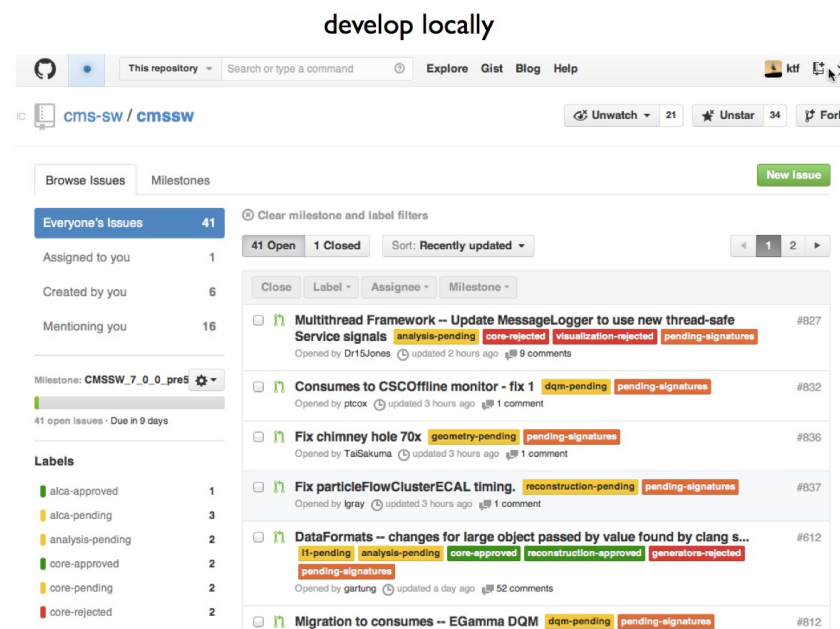 develop locally
This repository Search or type a command Explore Gist Blog Help ktf
cms-sw / cmssw Unwatch 21 Unstar 34
Browse Issues Milestones New Issue
Everyone's Issues 41
Assigned to you 1
Created by you 6
Mentioning you 16
Milestone: CMSSW_7_0_0_pre5
41 open issues · Due in 9 days
Labels
alca-approved 1
alca-pending 3
analysis-pending 2
core-approved 2
core-pending 2
core-rejected 2
Clear milestone and label filters
41 Open 1 Closed Sort: Recently updated 1 2
Close Label Assignee Milestone
Multithread Framework -- Update MessageLogger to use new thread-safe #827
Service signals analysis-pending core-rejected visualization-rejected pending-signatures
Opened by Dr15Jones updated 2 hours ago 9 comments
Consumes to CSCOffline monitor - fix 1 dqm-pending pending-signatures #832
Opened by ptcox updated 3 hours ago 1 comment
Fix chimney hole 70x geometry-pending pending-signatures #836
Opened by TaiSakuma updated 3 hours ago 1 comment
Fix particleFlowClusterECAL timing. reconstruction-pending pending-signatures #837
Opened by lgray updated 3 hours ago 1 comment
DataFormats -- changes for large object passed by value found by clang s... #612
l1-pending analysis-pending core-approved reconstruction-approved generators-rejected
pending-signatures
Opened by gartung updated a day ago 52 comments
Migration to consumes -- EGamma DQM dqm-pending pending-signatures #812